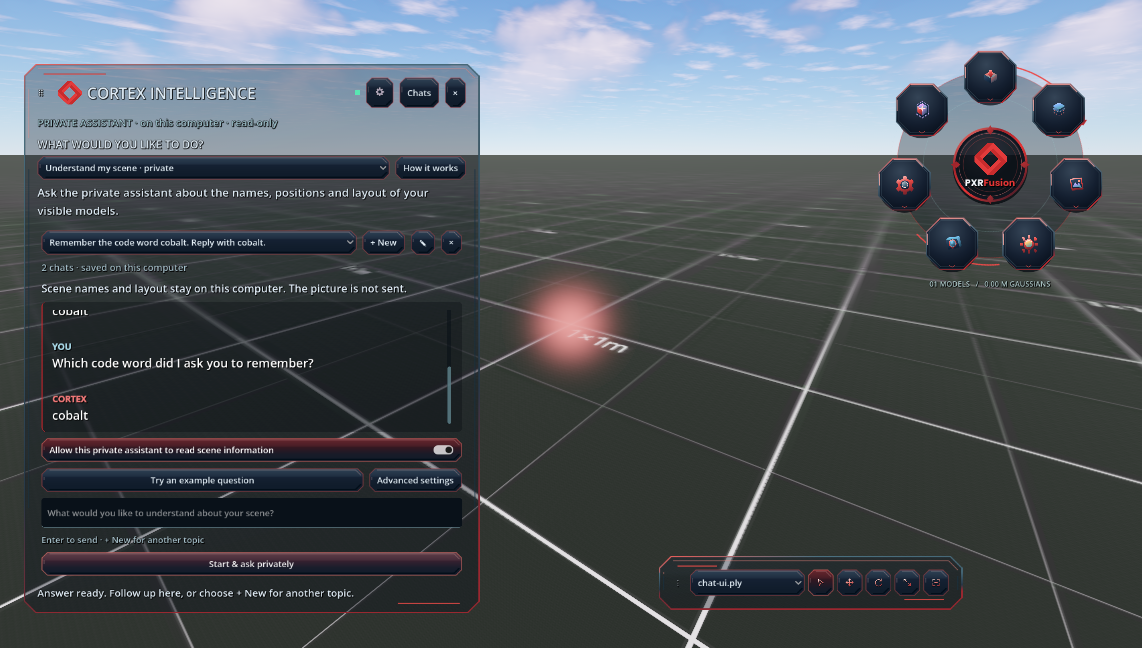 CORTEX INTELLIGENCE
Chats
×
PRIVATE ASSISTANT · on this computer · read-only
WHAT WOULD YOU LIKE TO DO?
Understand my scene · private
How it works
Ask the private assistant about the names, positions and layout of your
visible models.
Remember the code word cobalt. Reply with cobalt.
+ New
×
2 chats · saved on this computer
Scene names and layout stay on this computer. The picture is not sent.
cobalt
YOU
Which code word did I ask you to remember?
CORTEX
cobalt
Allow this private assistant to read scene information
Try an example question
Advanced settings
What would you like to understand about your scene?
Enter to send · + New for another topic
Start & ask privately
Answer ready. Follow up here, or choose + New for another topic.
PXRFusion
01 MODELS / 0.00 M GAUSSIANS
1×1m
chat-ui.ply